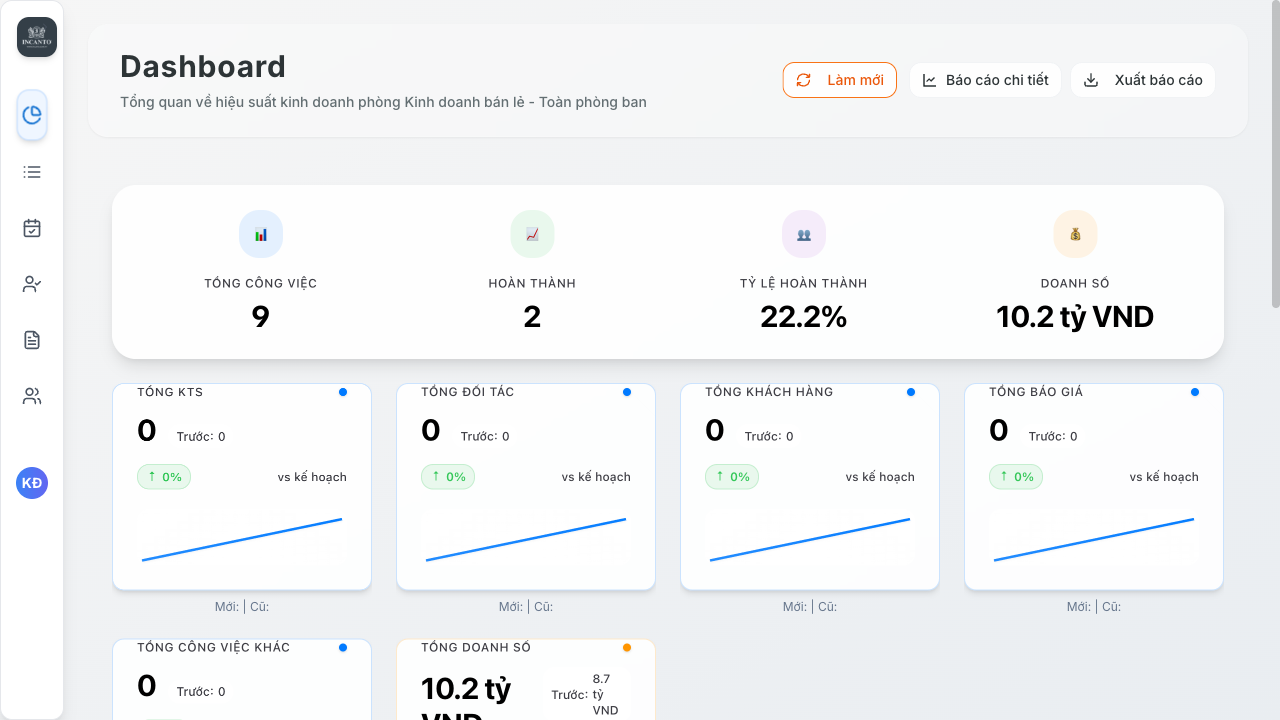 INCANTO
Dashboard
Tổng quan về hiệu suất kinh doanh phòng Kinh doanh bán lẻ - Toàn phòng ban
Làm mới
Báo cáo chi tiết
Xuất báo cáo
TỔNG CÔNG VIỆC
9
HOÀN THÀNH
2
TỶ LỆ HOÀN THÀNH
22.2%
DOANH SỐ
10.2 tỷ VND
TỔNG KTS
0 Trước: 0
↑ 0% vs kế hoạch
Mới: | Cũ:
TỔNG ĐỐI TÁC
0 Trước: 0
↑ 0% vs kế hoạch
Mới: | Cũ:
TỔNG KHÁCH HÀNG
0 Trước: 0
↑ 0% vs kế hoạch
Mới: | Cũ:
TỔNG BÁO GIÁ
0 Trước: 0
↑ 0% vs kế hoạch
Mới: | Cũ:
KĐ
TỔNG CÔNG VIỆC KHÁC
0 Trước: 0
TỔNG DOANH SỐ
10.2 tỷ
VND
Trước:
8.7
tỷ
VND